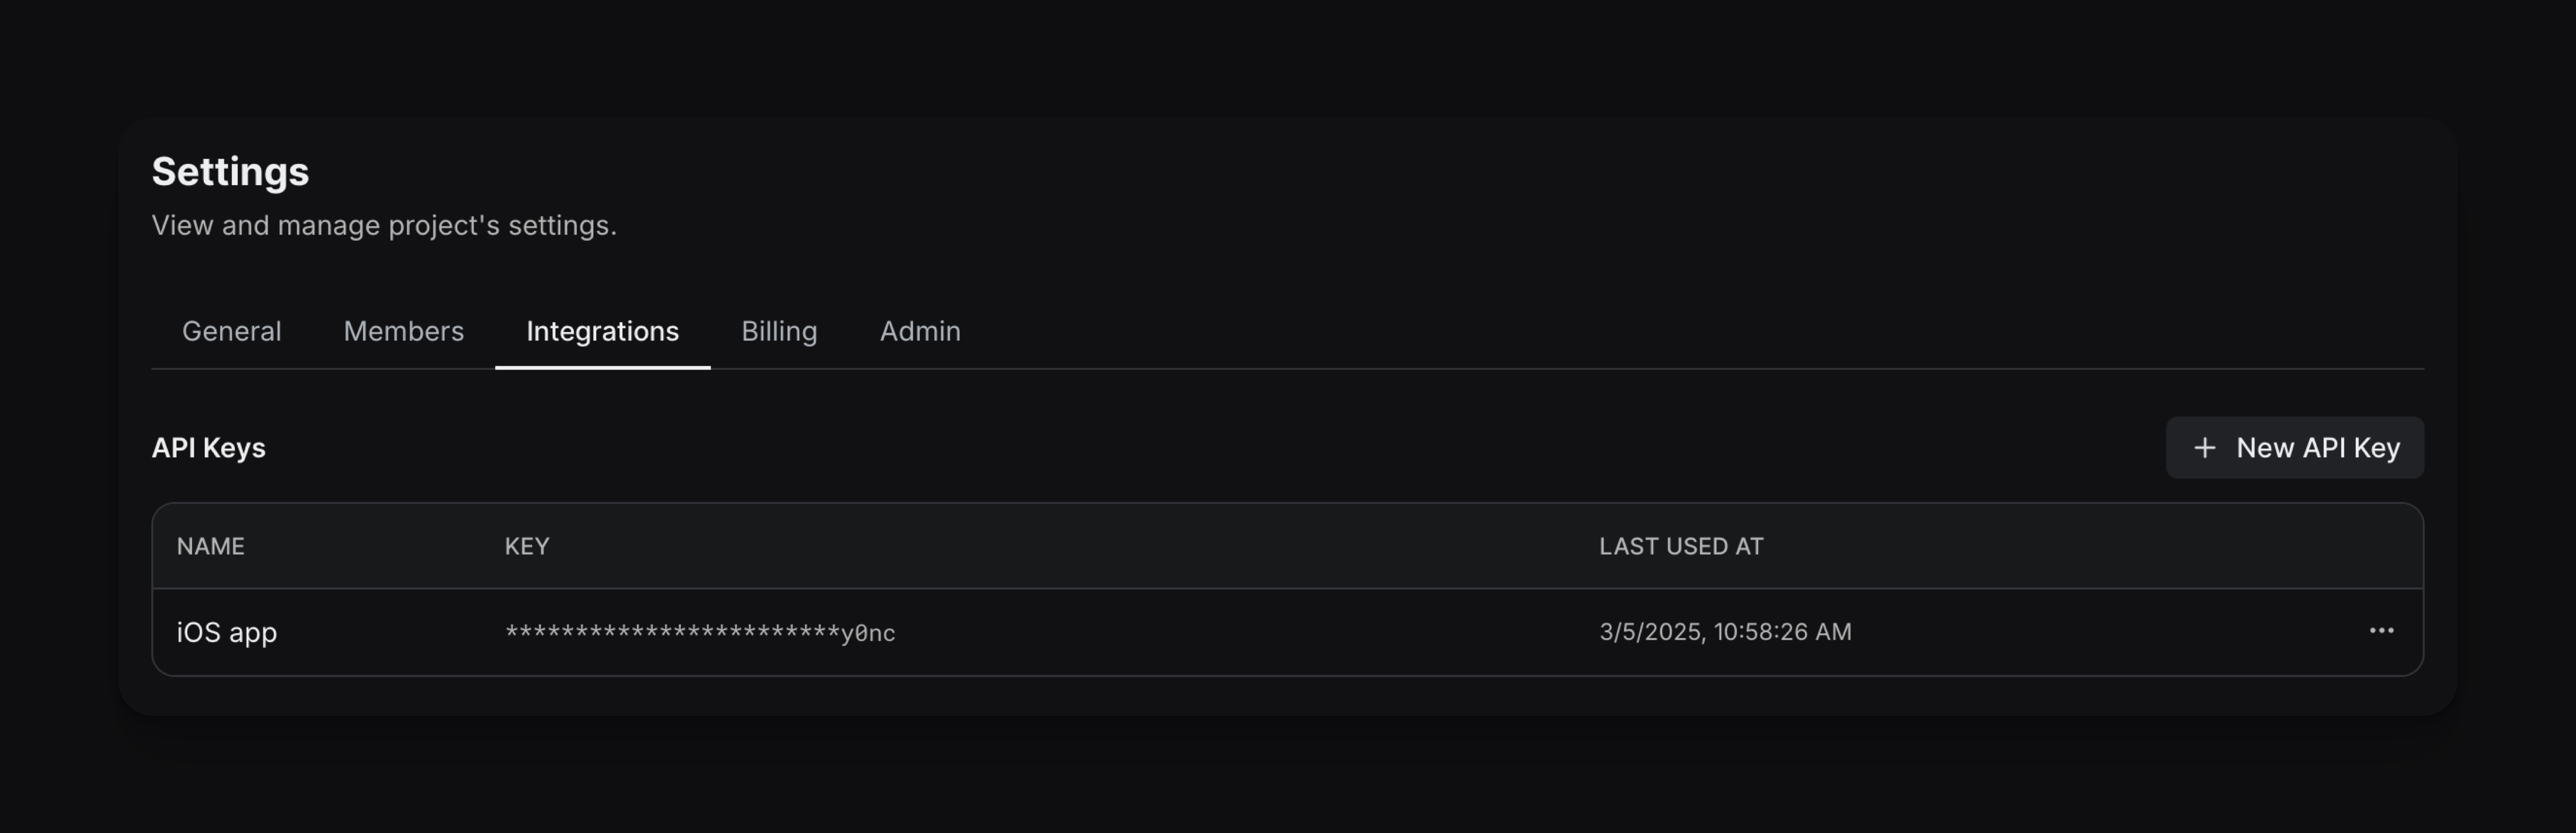 Settings
View and manage project's settings.
General Members Integrations Billing Admin
API Keys
+ New API Key
NAME KEY LAST USED AT
iOS app ************************y0nc 3/5/2025, 10:58:26 AM ···